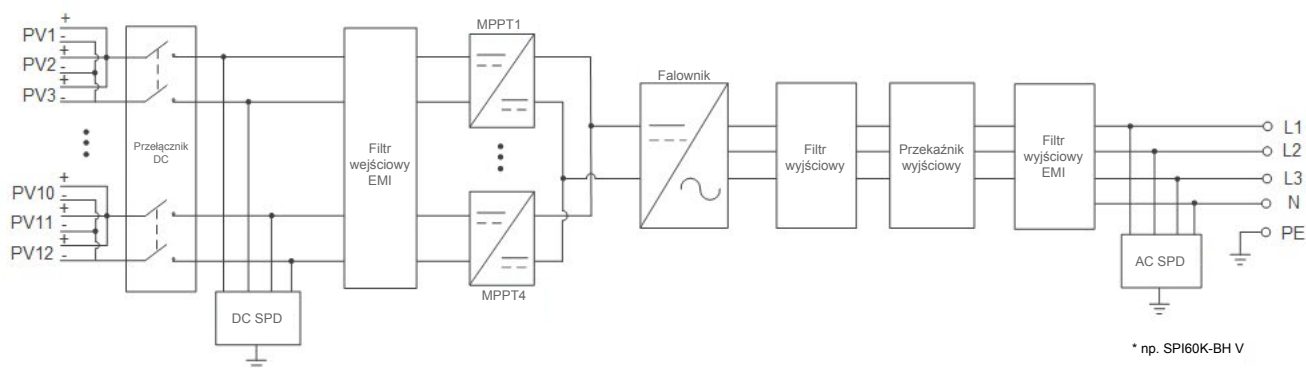 +
PV1
-
+
PV2
-
+
PV3
-
+
PV10
-
+
PV11
-
+
PV12
-
Przełącznik
DC
DC SPD
Filtr
wejściowy
EMI
MPPT1
MPPT4
Falownik
Filtr
wyjściowy
Przekaźnik
wyjściowy
Filtr
wyjściowy
EMI
AC SPD
L1
L2
L3
N
PE
* np. SPI60K-BH V